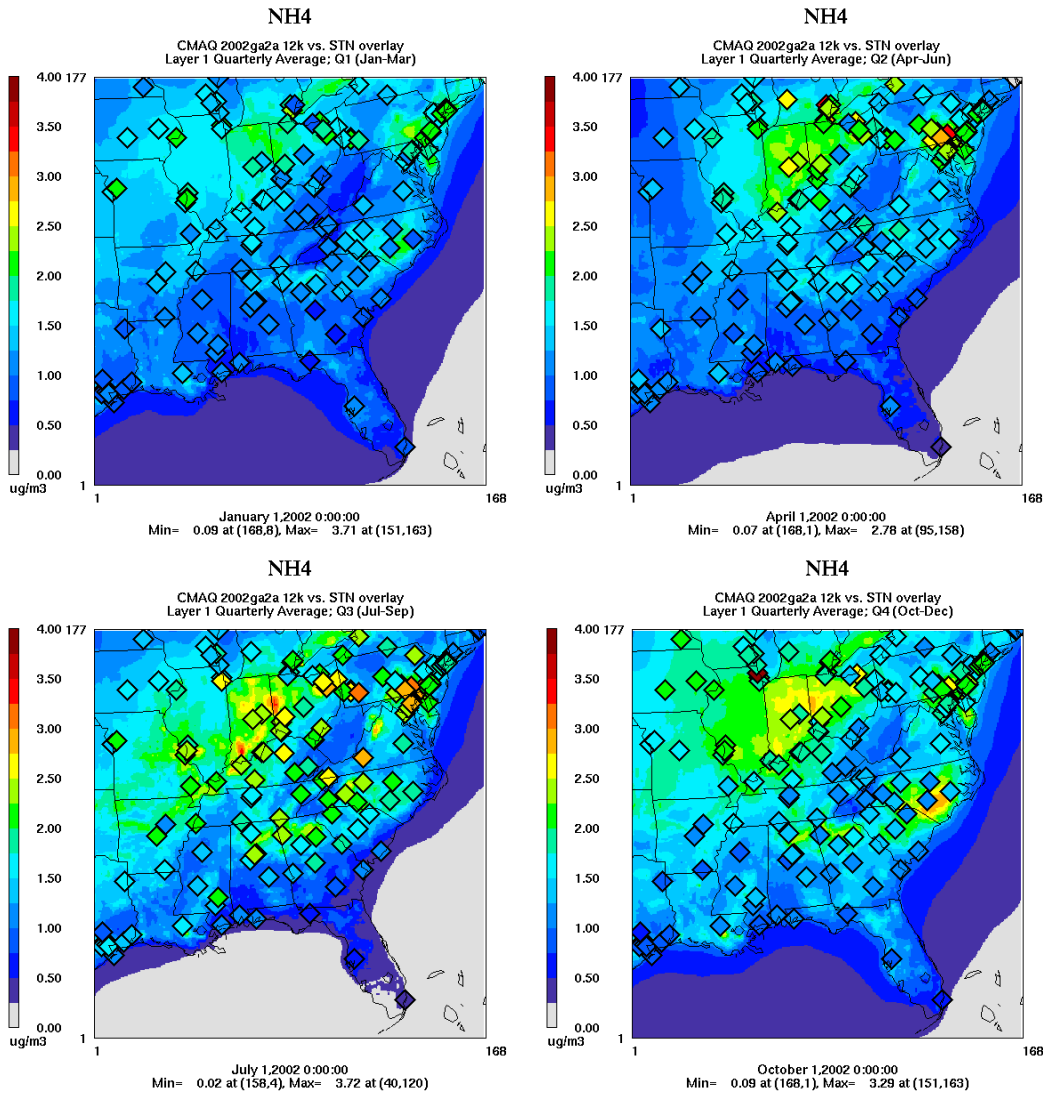 NH4
CMAQ 2002ga2a 12k vs. STN overlay
Layer 1 Quarterly Average; Q1 (Jan-Mar)
4.00
3.50
3.00
2.50
2.00
1.50
1.00
0.50
0.00
ug/m3
177
1
1
168
January 1,2002 0:00:00
Min= 0.09 at (168,8), Max= 3.71 at (151,163)
NH4
CMAQ 2002ga2a 12k vs. STN overlay
Layer 1 Quarterly Average; Q2 (Apr-Jun)
4.00
3.50
3.00
2.50
2.00
1.50
1.00
0.50
0.00
ug/m3
177
1
1
168
April 1,2002 0:00:00
Min= 0.07 at (168,1), Max= 2.78 at (95,158)
NH4
CMAQ 2002ga2a 12k vs. STN overlay
Layer 1 Quarterly Average; Q3 (Jul-Sep)
4.00
3.50
3.00
2.50
2.00
1.50
1.00
0.50
0.00
ug/m3
177
1
1
168
July 1,2002 0:00:00
Min= 0.02 at (158,4), Max= 3.72 at (40,120)
NH4
CMAQ 2002ga2a 12k vs. STN overlay
Layer 1 Quarterly Average; Q4 (Oct-Dec)
4.00
3.50
3.00
2.50
2.00
1.50
1.00
0.50
0.00
ug/m3
177
1
1
168
October 1,2002 0:00:00
Min= 0.09 at (168,1), Max= 3.29 at (151,163)